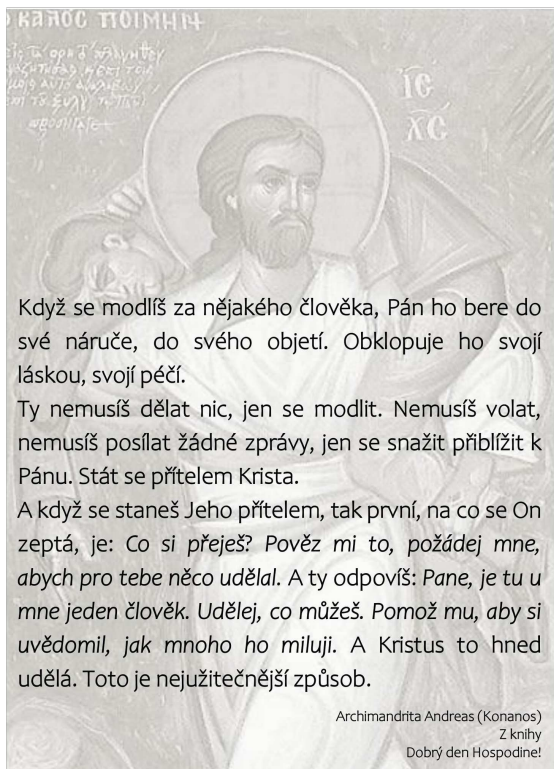 ΚΑΛΟC ΠΟΙΜΗΝ
IC
XC
Když se modlíš za nějakého člověka, Pán ho bere do
své náruče, do svého objetí. Obklopuje ho svojí
láskou, svojí péčí.
Ty nemusíš dělat nic, jen se modlit. Nemusíš volat,
nemusíš posílat žádné zprávy, jen se snažit přiblížit k
Pánu. Stát se přítelem Krista.
A když se staneš Jeho přítelem, tak první, na co se On
zeptá, je: Co si přeješ? Pověz mi to, požádej mne,
abych pro tebe něco udělal. A ty odpovíš: Pane, je tu u
mne jeden člověk. Udělej, co můžeš. Pomož mu, aby si
uvědomil, jak mnoho ho miluji. A Kristus to hned
udělá. Toto je nejužitečnější způsob.
Archimandrita Andreas (Konanos)
Z knihy
Dobrý den Hospodine!